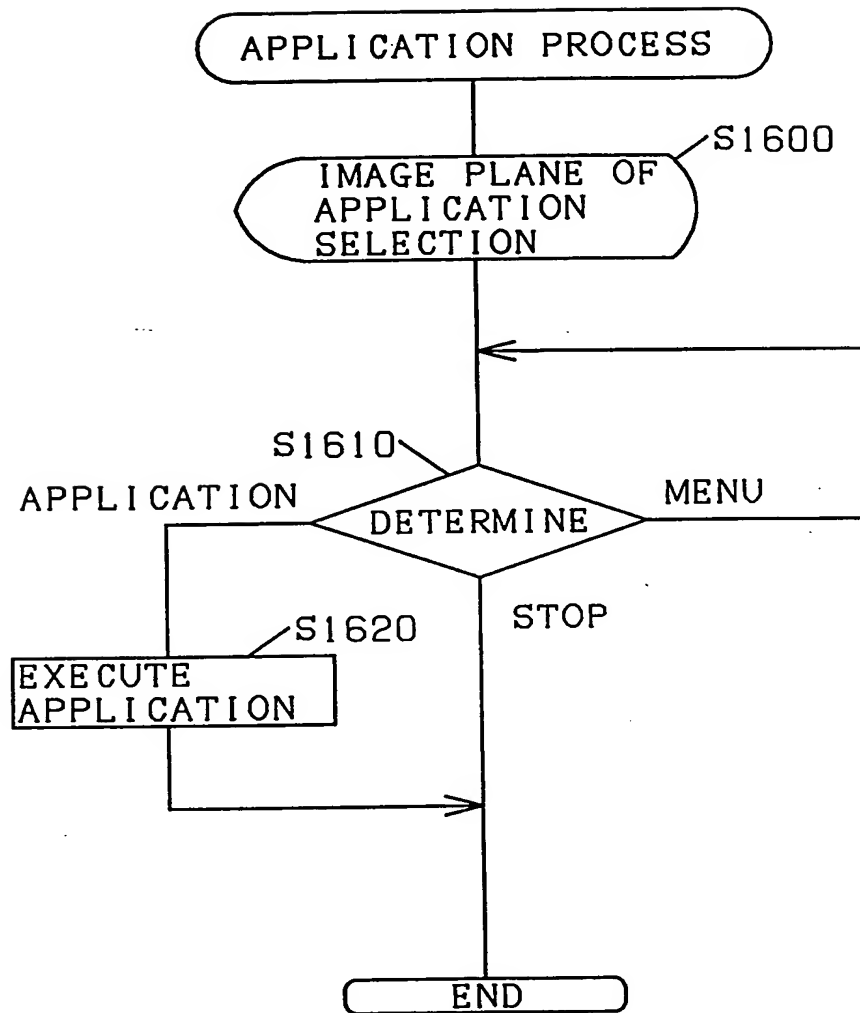 APPLICATION PROCESS
S1600
IMAGE PLANE OF
APPLICATION
SELECTION
S1610
APPLICATION
DETERMINE
MENU
STOP
S1620
EXECUTE
APPLICATION
END